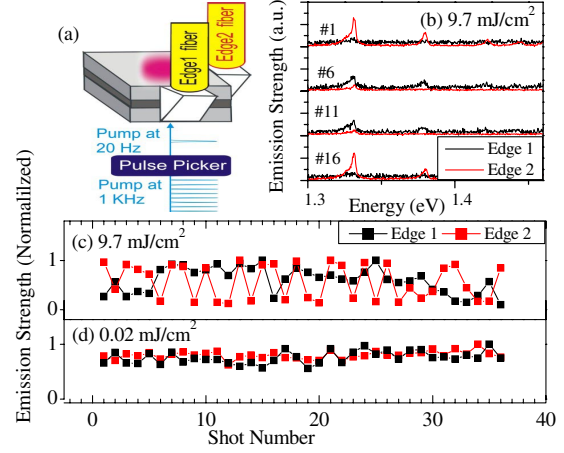 (a)
Edge1 fiber
Edge2 fiber
Pump at
20 Hz
Pulse Picker
Pump at
1 KHz
(b) 9.7 mJ/cm²
#1
#6
#11
#16
Edge 1
Edge 2
Emission Strength (a.u.)
1.3
1.4
Energy (eV)
Emission Strength (Normalilzed)
(c) 9.7 mJ/cm²
Edge 1
Edge 2
1
0
(d) 0.02 mJ/cm²
1
0
0
10
20
30
40
Shot Number